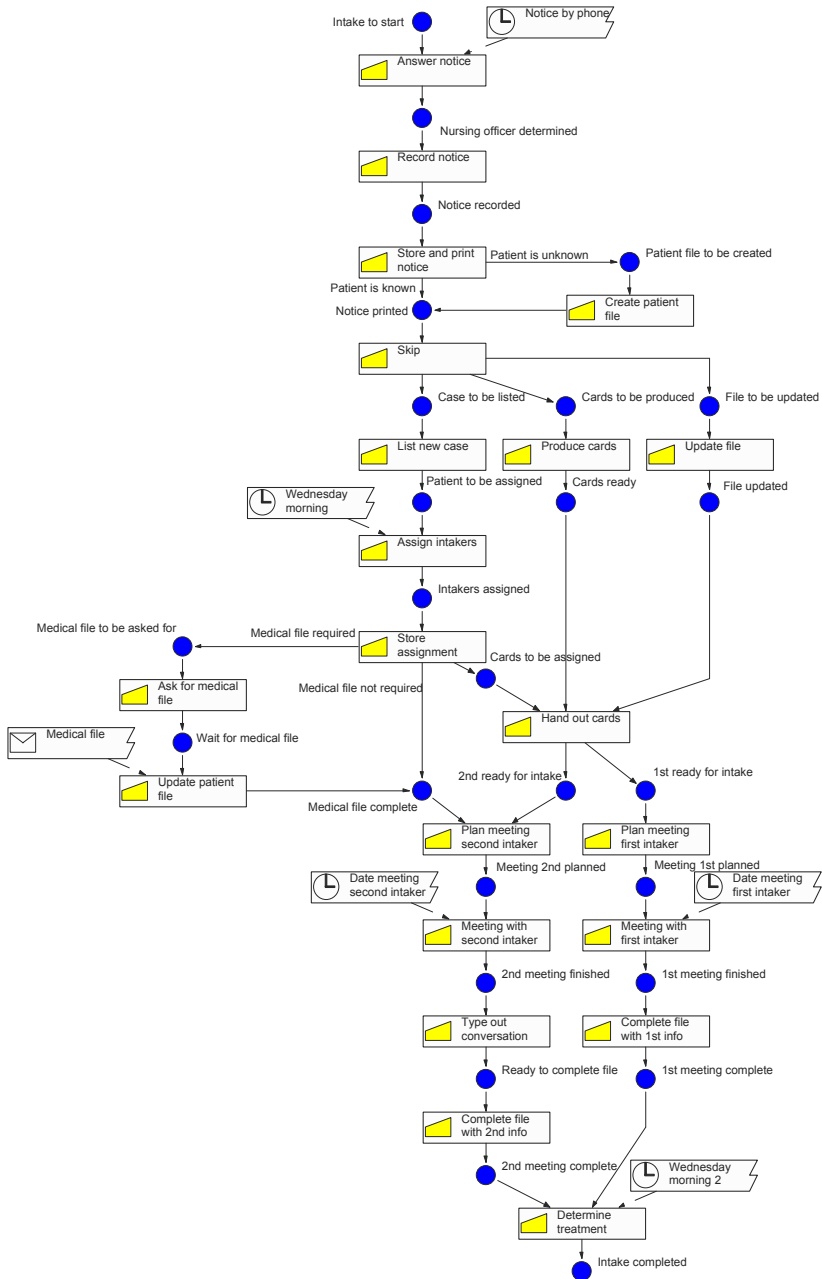 Notice by phone
Intake to start
Answer notice
Nursing officer determined
Record notice
Notice recorded
Store and print
notice
Patient is unknown
Patient file to be created
Patient is known
Notice printed
Create patient
file
Skip
Case to be listed
Cards to be produced
File to be updated
List new case
Produce cards
Update file
Patient to be assigned
Cards ready
File updated
Wednesday
morning
Assign intakers
Intakers assigned
Medical file to be asked for
Medical file required
Store
assignment
Cards to be assigned
Ask for medical
file
Medical file not required
Hand out cards
Medical file
Wait for medical file
Update patient
file
2nd ready for intake
1st ready for intake
Medical file complete
Plan meeting
second intaker
Plan meeting
first intaker
Meeting 2nd planned
Meeting 1st planned
Date meeting
second intaker
Date meeting
first intaker
Meeting with
second intaker
Meeting with
first intaker
2nd meeting finished
1st meeting finished
Type out
conversation
Complete file
with 1st info
Ready to complete file
1st meeting complete
Complete file
with 2nd info
2nd meeting complete
Wednesday
morning 2
Determine
treatment
Intake completed